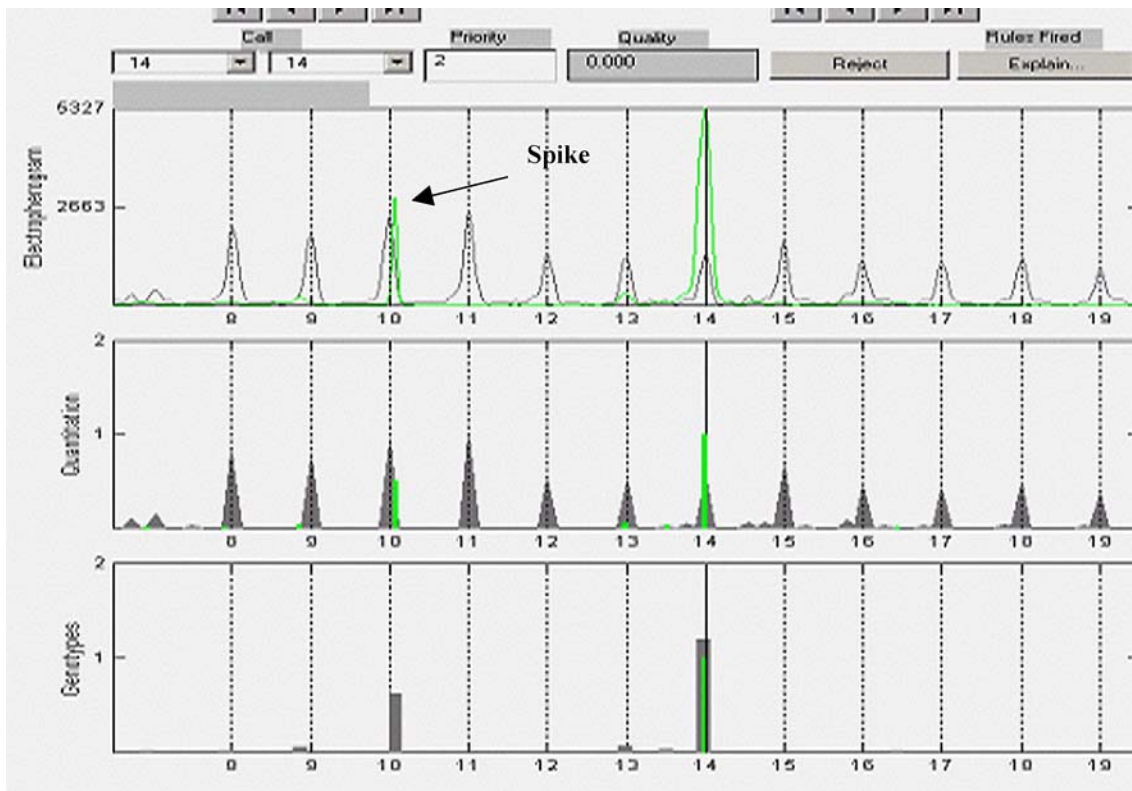 Call Priority Quality Rules Fired
14 14 2 0.000 Reject Explain...
6327
Spike
2663
Electropherogram
8 9 10 11 12 13 14 15 16 17 18 19
2
1
Quantitation
8 9 10 11 12 13 14 15 16 17 18 19
2
1
Genotypes
8 9 10 11 12 13 14 15 16 17 18 19